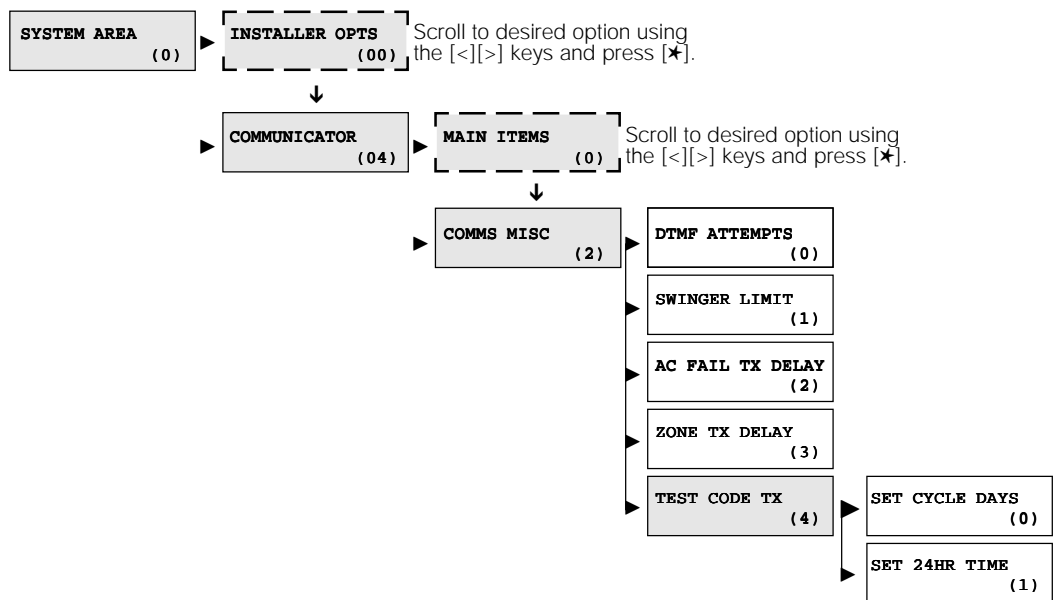 SYSTEM AREA
(0)
INSTALLER OPTS
(00)
Scroll to desired option using
the [<][>] keys and press [★].
COMMUNICATOR
(04)
MAIN ITEMS
(0)
Scroll to desired option using
the [<][>] keys and press [★].
COMMS MISC
(2)
DTMF ATTEMPTS
(0)
SWINGER LIMIT
(1)
AC FAIL TX DELAY
(2)
ZONE TX DELAY
(3)
TEST CODE TX
(4)
SET CYCLE DAYS
(0)
SET 24HR TIME
(1)